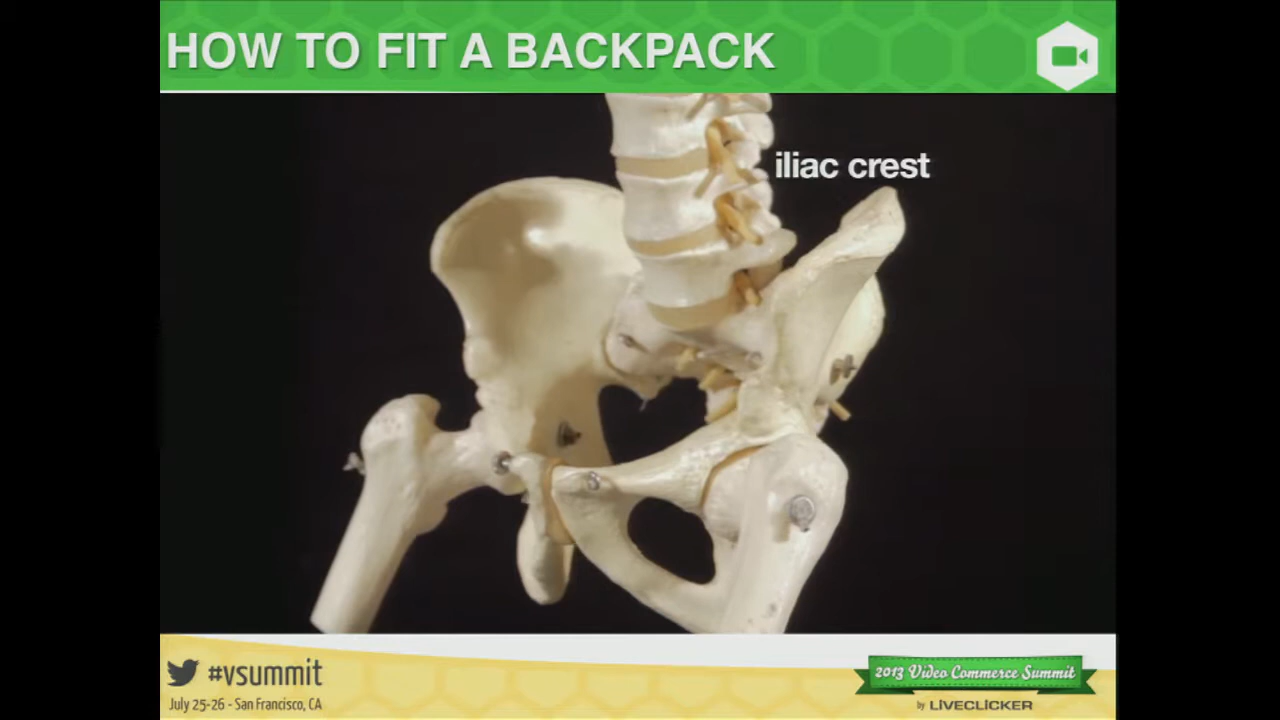 HOW TO FIT A BACKPACK
iliac crest
#vsummit
July 25-26 - San Francisco, CA
2013 Video Commerce Summit
by LIVECLICKER